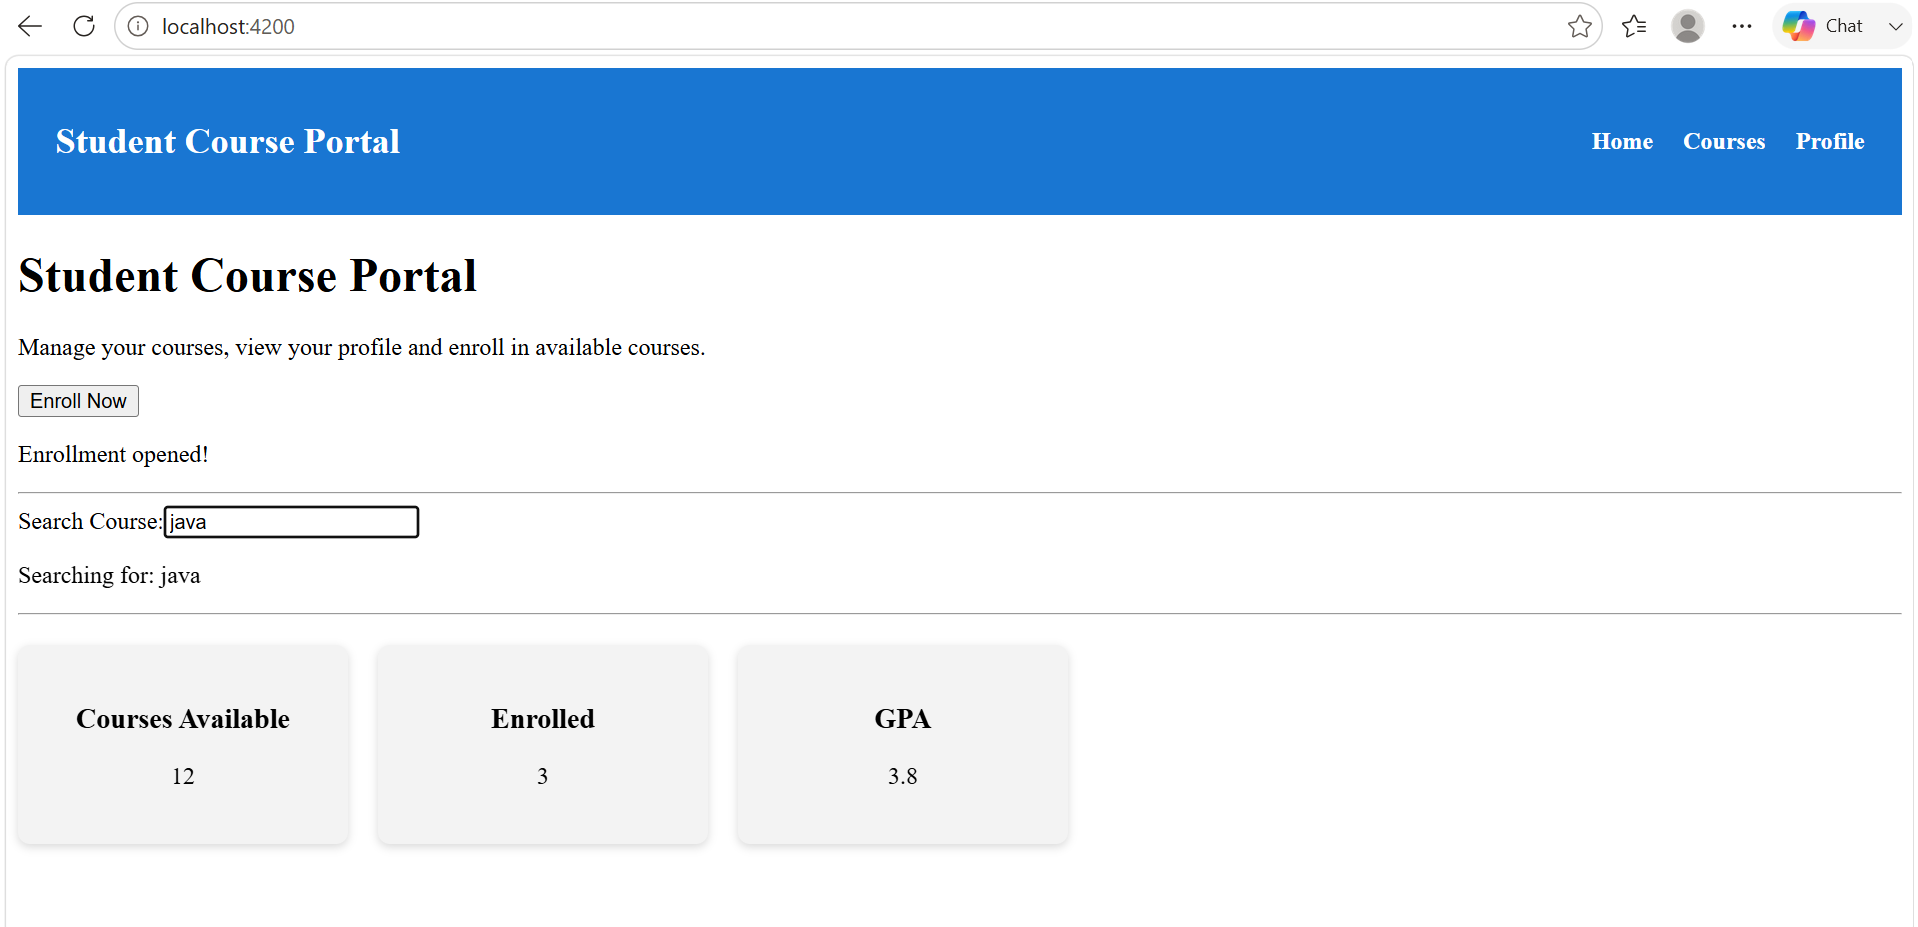 localhost:4200
Chat
Student Course Portal
Home Courses Profile
Student Course Portal
Manage your courses, view your profile and enroll in available courses.
Enroll Now
Enrollment opened!
Search Course: java
Searching for: java
Courses Available
12
Enrolled
3
GPA
3.8